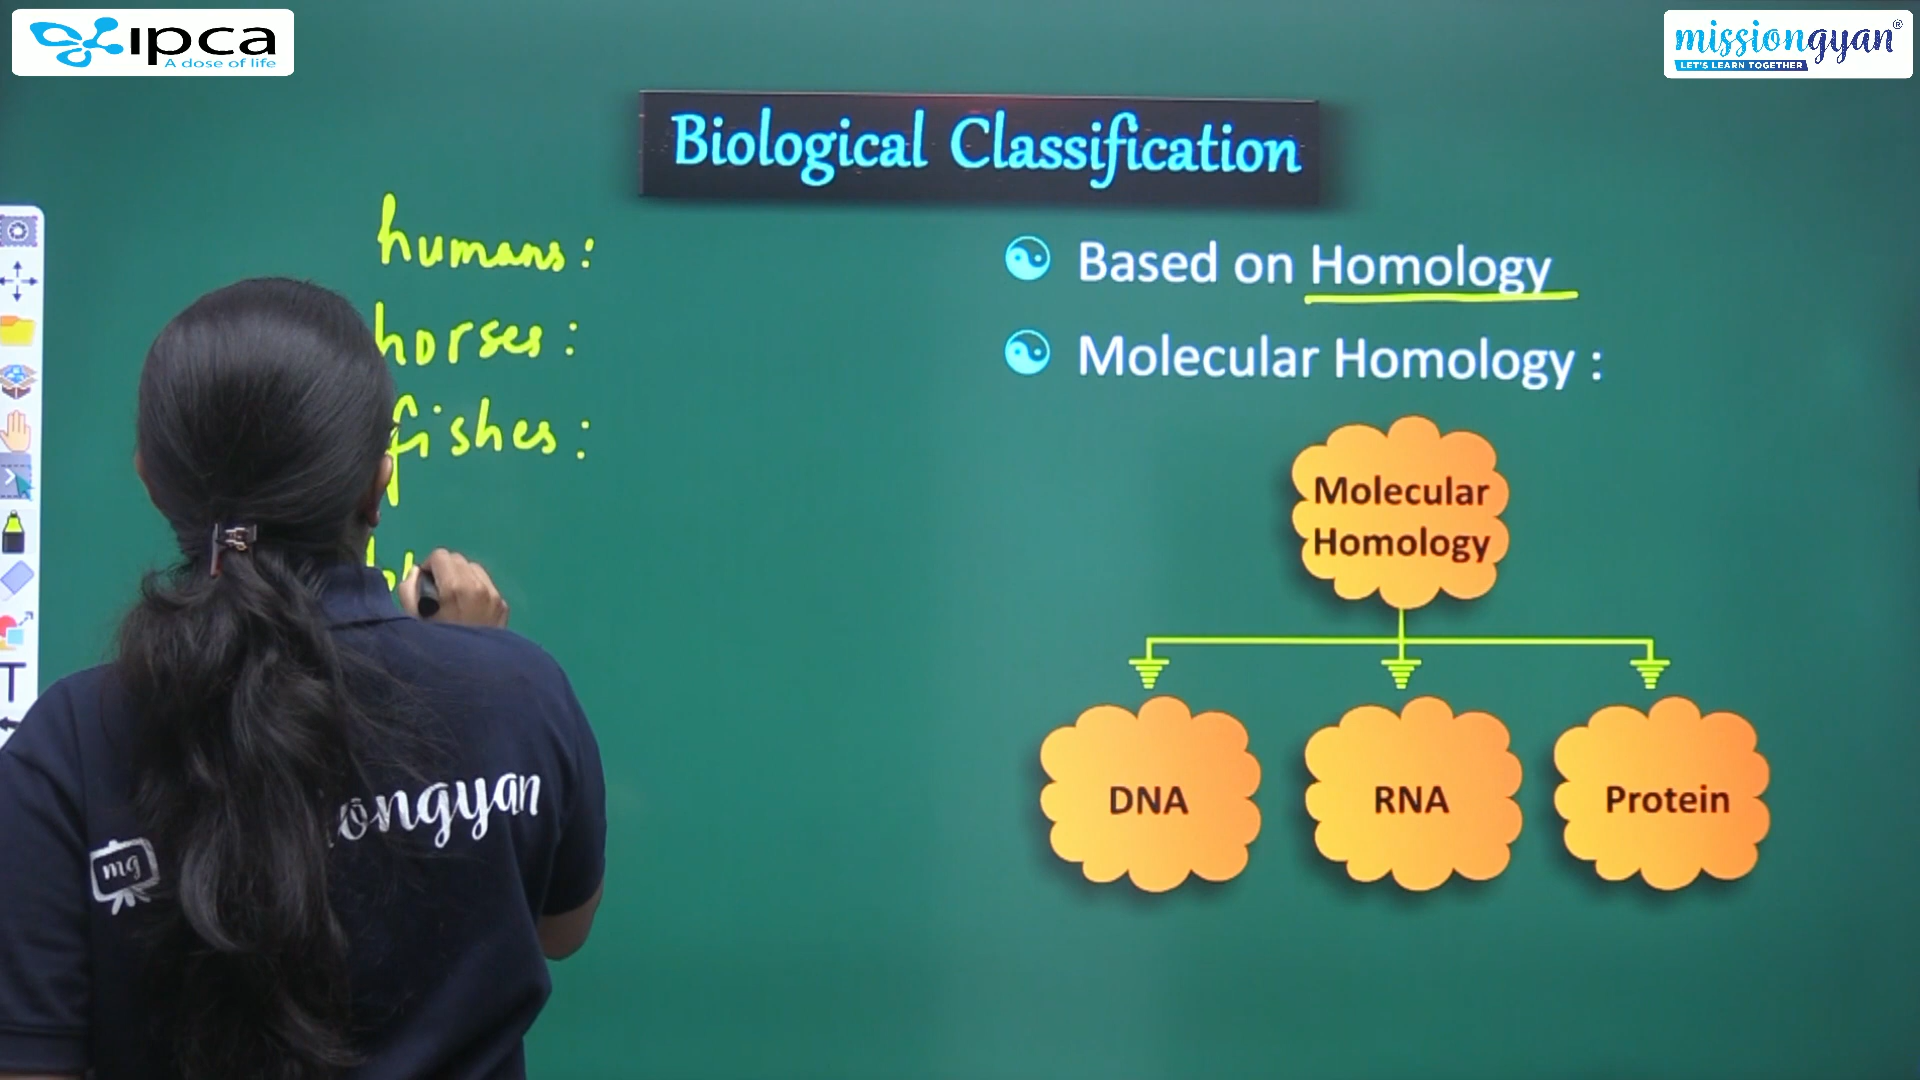 ipca
A dose of life
missiongyan®
LET'S LEARN TOGETHER
Biological Classification
humans:
horses:
fishes:
Based on Homology
Molecular Homology :
Molecular
Homology
DNA
RNA
Protein
T
ongyan
mg